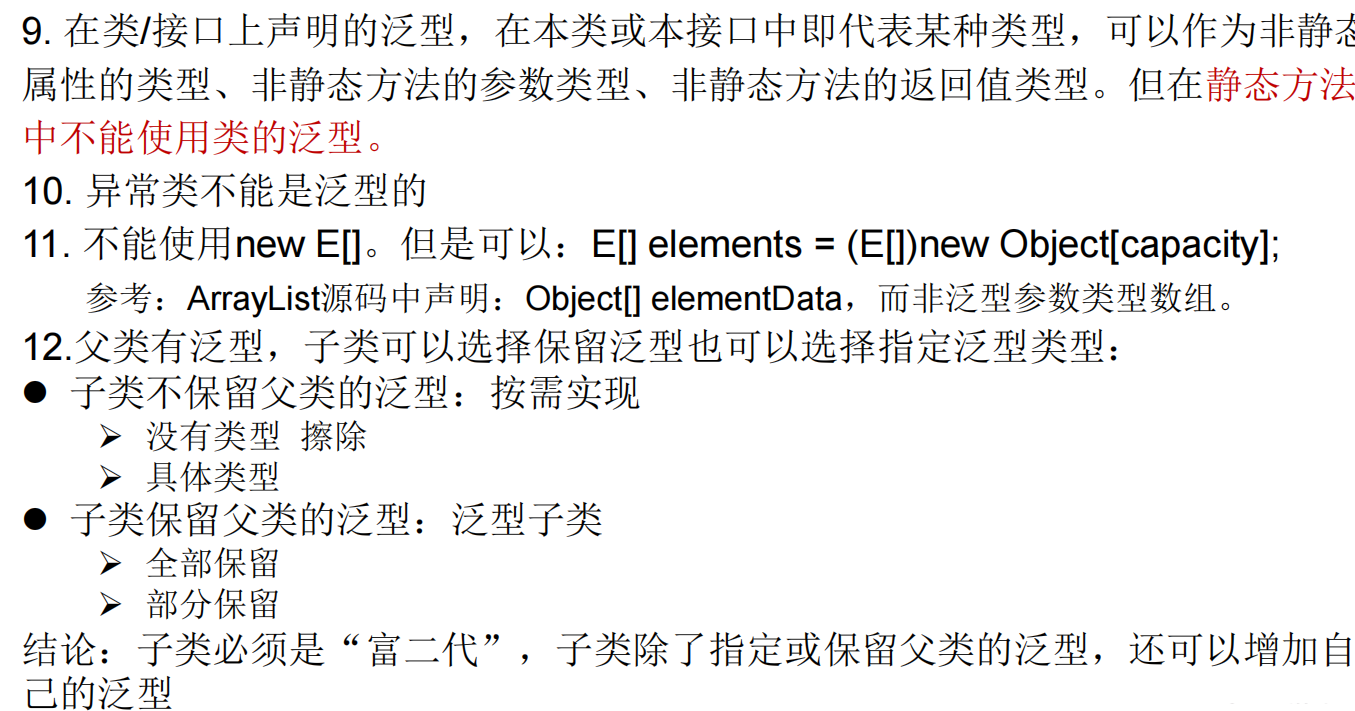 9. 在类/接口上声明的泛型，在本类或本接口中即代表某种类型，可以作为非静态
属性的类型、非静态方法的参数类型、非静态方法的返回值类型。但在静态方法
中不能使用类的泛型。
10. 异常类不能是泛型的
11. 不能使用new E[]。但是可以：E[] elements = (E[])new Object[capacity];
参考：ArrayList源码中声明：Object[] elementData，而非泛型参数类型数组。
12.父类有泛型，子类可以选择保留泛型也可以选择指定泛型类型：
● 子类不保留父类的泛型：按需实现
➢ 没有类型 擦除
➢ 具体类型
● 子类保留父类的泛型：泛型子类
➢ 全部保留
➢ 部分保留
结论：子类必须是“富二代”，子类除了指定或保留父类的泛型，还可以增加自
己的泛型